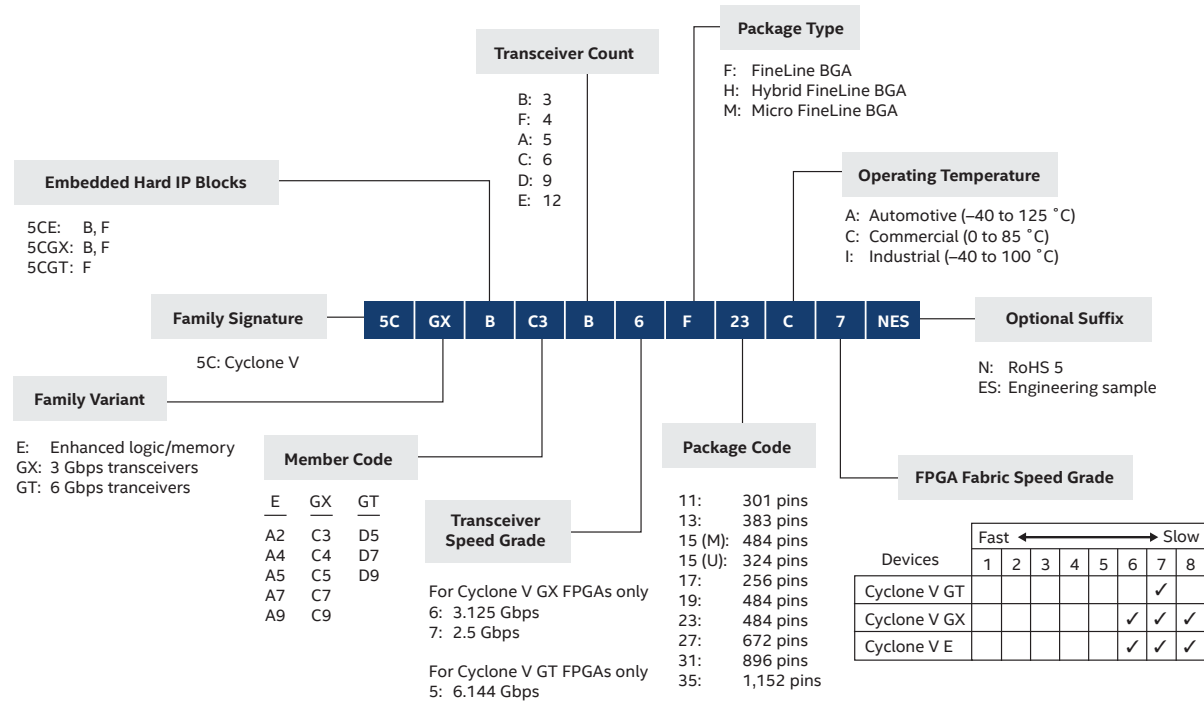 Package Type
F: FineLine BGA
H: Hybrid FineLine BGA
M: Micro FineLine BGA
Transceiver Count
B: 3
F: 4
A: 5
C: 6
D: 9
E: 12
Embedded Hard IP Blocks
5CE: B, F
5CGX: B, F
5CGT: F
Operating Temperature
A: Automotive (–40 to 125 ˚C)
C: Commercial (0 to 85 ˚C)
I: Industrial (–40 to 100 ˚C)
Family Signature
5C: Cyclone V
5C GX B C3 B 6 F 23 C 7 NES
Optional Suffix
N: RoHS 5
ES: Engineering sample
Family Variant
E: Enhanced logic/memory
GX: 3 Gbps transceivers
GT: 6 Gbps tranceivers
Member Code
E GX GT
A2 C3 D5
A4 C4 D7
A5 C5 D9
A7 C7
A9 C9
Transceiver
Speed Grade
For Cyclone V GX FPGAs only
6: 3.125 Gbps
7: 2.5 Gbps
For Cyclone V GT FPGAs only
5: 6.144 Gbps
Package Code
11: 301 pins
13: 383 pins
15 (M): 484 pins
15 (U): 324 pins
17: 256 pins
19: 484 pins
23: 484 pins
27: 672 pins
31: 896 pins
35: 1,152 pins
FPGA Fabric Speed Grade
Fast Slow
Devices 1 2 3 4 5 6 7 8
Cyclone V GT ✓
Cyclone V GX ✓ ✓ ✓
Cyclone V E ✓ ✓ ✓